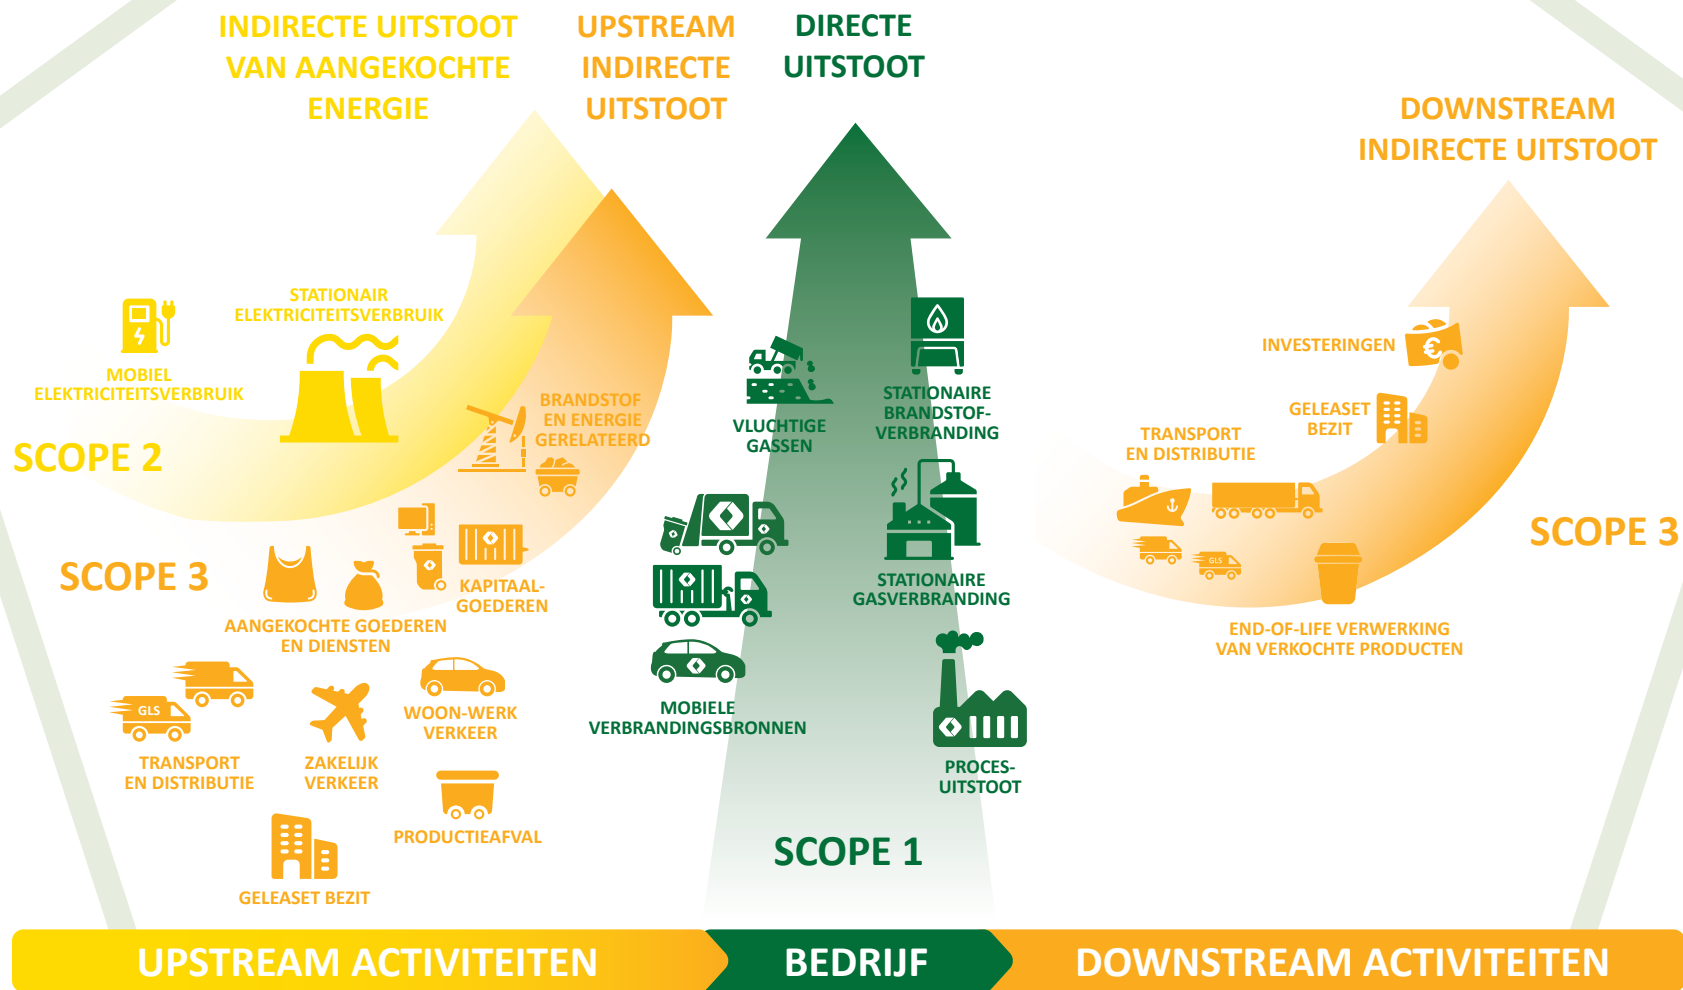 INDIRECTE UITSTOOT
VAN AANGEKOCHTE
ENERGIE
UPSTREAM
INDIRECTE
UITSTOOT
DIRECTE
UITSTOOT
DOWNSTREAM
INDIRECTE UITSTOOT
STATIONAIR
ELEKTRICITEITSVERBRUIK
MOBIEL
ELEKTRICITEITSVERBRUIK
SCOPE 2
BRANDSTOF
EN ENERGIE
GERELATEERD
SCOPE 3
KAPITAAL-
GOEDEREN
AANGEKOCHTE GOEDEREN
EN DIENSTEN
GLS
TRANSPORT
EN DISTRIBUTIE
ZAKELIJK
VERKEER
WOON-WERK
VERKEER
PRODUCTIEAFVAL
GELEASET BEZIT
VLUCHTIGE
GASSEN
STATIONAIRE
BRANDSTOF-
VERBRANDING
STATIONAIRE
GASVERBRANDING
MOBIELE
VERBRANDINGSBRONNEN
PROCES-
UITSTOOT
SCOPE 1
INVESTERINGEN
€
GELEASET
BEZIT
TRANSPORT
EN DISTRIBUTIE
GLS
SCOPE 3
END-OF-LIFE VERWERKING
VAN VERKOCHTE PRODUCTEN
UPSTREAM ACTIVITEITEN
BEDRIJF
DOWNSTREAM ACTIVITEITEN